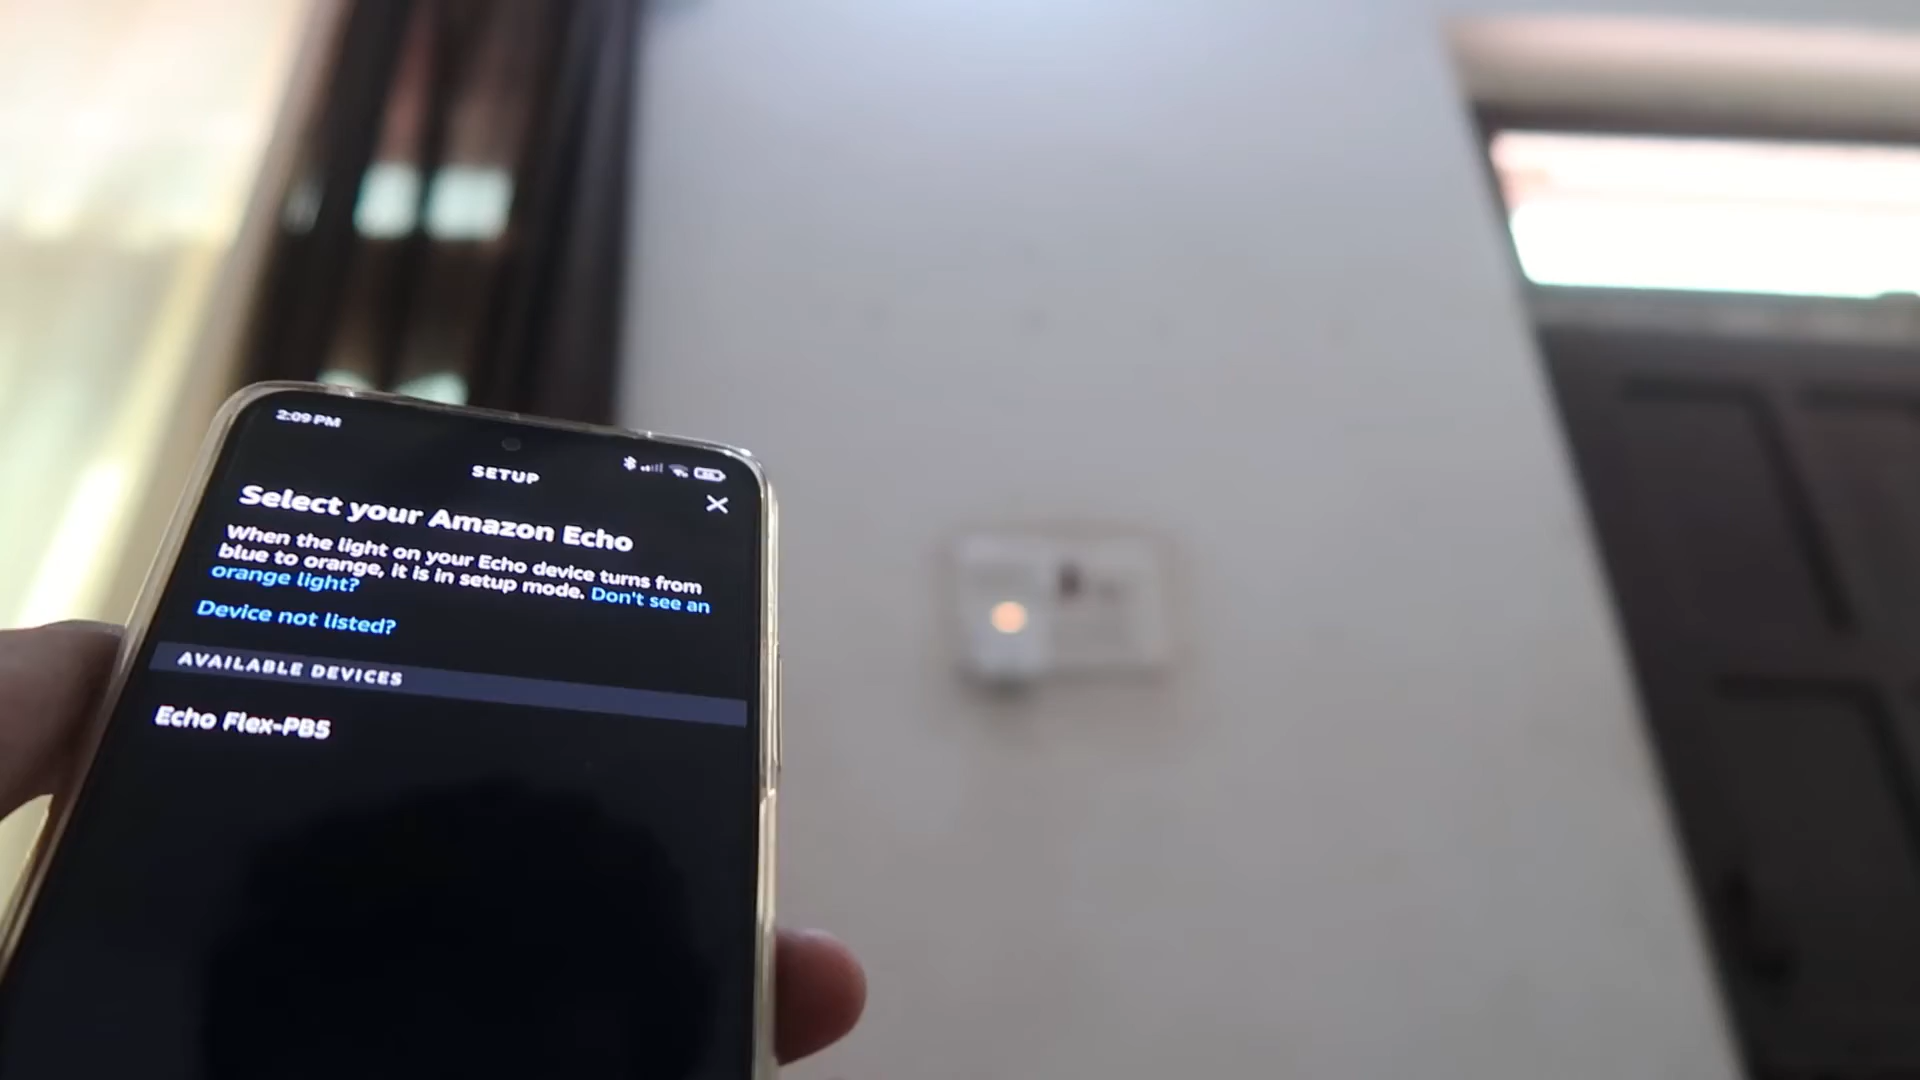 2:09 PM
SETUP
Select your Amazon Echo
When the light on your Echo device turns from
blue to orange, it is in setup mode. Don't see an
orange light?
Device not listed?
AVAILABLE DEVICES
Echo Flex-PB5